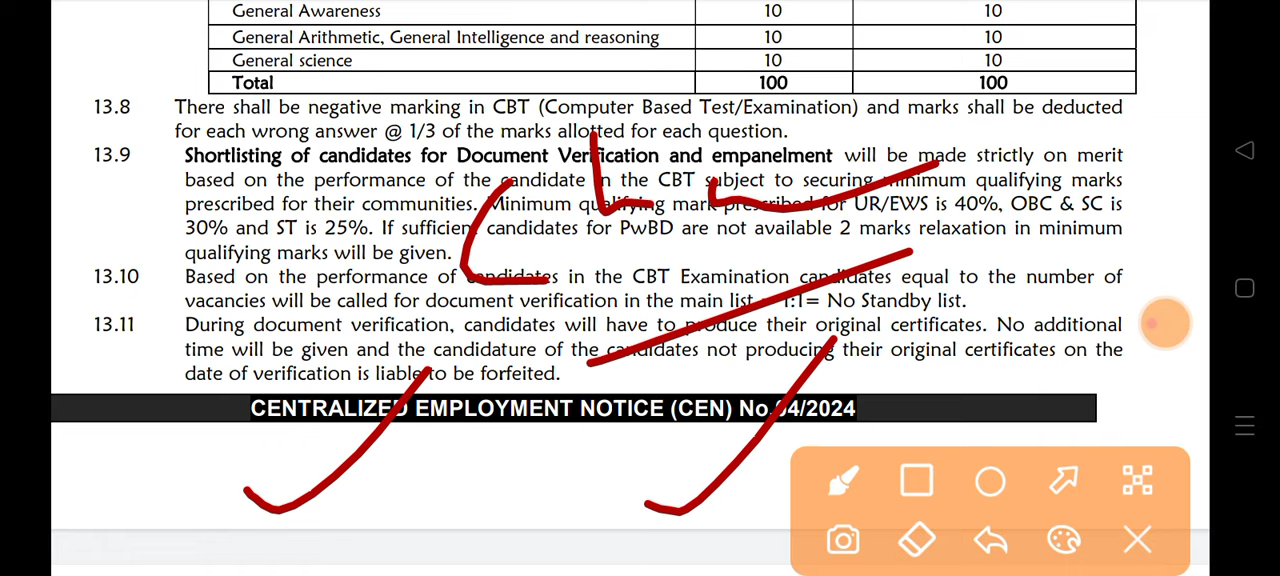 General Awareness 10 10
General Arithmetic, General Intelligence and reasoning 10 10
General science 10 10
Total 100 100
13.8 There shall be negative marking in CBT (Computer Based Test/Examination) and marks shall be deducted
for each wrong answer @ 1/3 of the marks allotted for each question.
13.9 Shortlisting of candidates for Document Verification and empanelment will be made strictly on merit
based on the performance of the candidate in the CBT subject to securing minimum qualifying marks
prescribed for their communities. Minimum qualifying mark prescribed for UR/EWS is 40%, OBC & SC is
30% and ST is 25%. If sufficient candidates for PwBD are not available 2 marks relaxation in minimum
qualifying marks will be given.
13.10 Based on the performance of candidates in the CBT Examination candidates equal to the number of
vacancies will be called for document verification in the main list 1:1= No Standby list.
13.11 During document verification, candidates will have to produce their original certificates. No additional
time will be given and the candidature of the candidates not producing their original certificates on the
date of verification is liable to be forfeited.
CENTRALIZED EMPLOYMENT NOTICE (CEN) No.04/2024